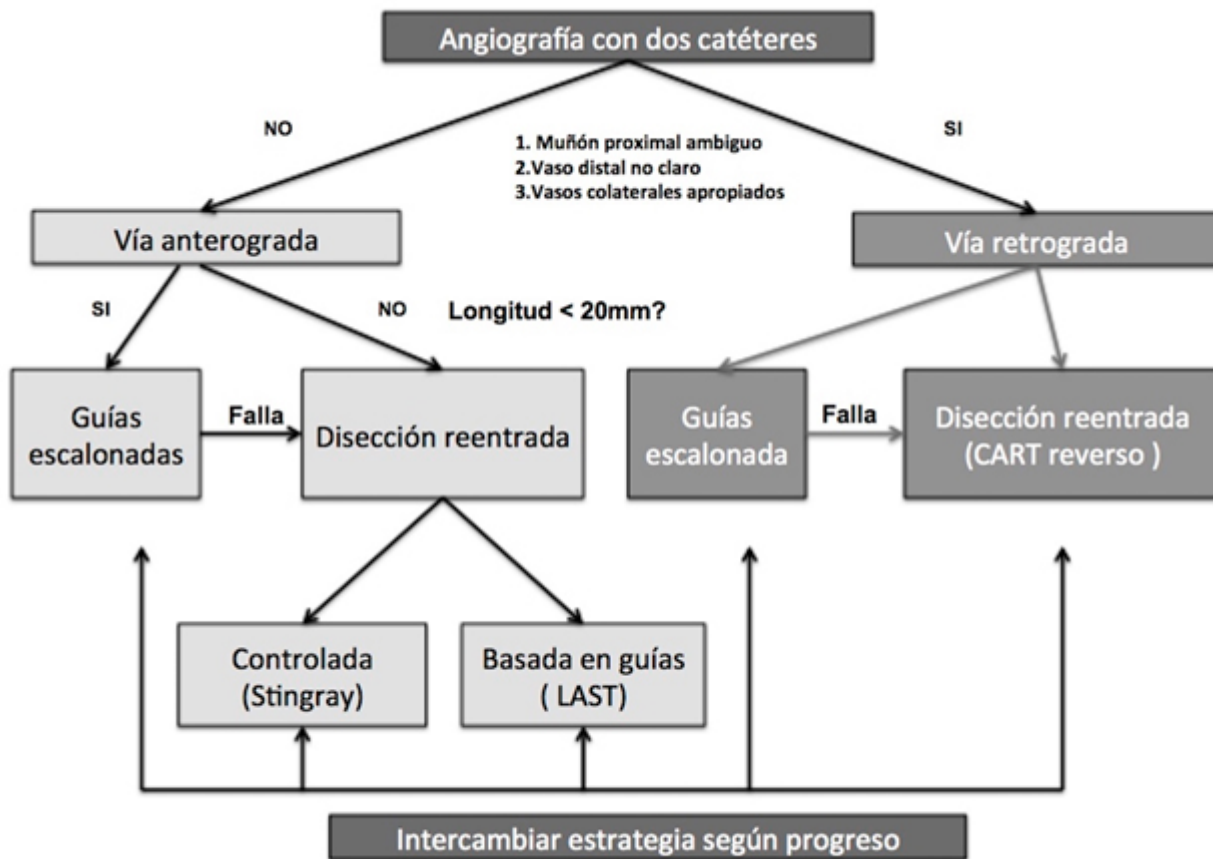 Angiografía con dos catéteres
NO
SI
1. Muñón proximal ambiguo
2.Vaso distal no claro
3.Vasos colaterales apropiados
Vía anterograda
Vía retrograda
SI
NO
Longitud < 20mm?
Guías
escalonadas
Falla
Disección reentrada
Guías
escalonada
Falla
Disección reentrada
(CART reverso )
Controlada
(Stingray)
Basada en guías
( LAST)
Intercambiar estrategia según progreso